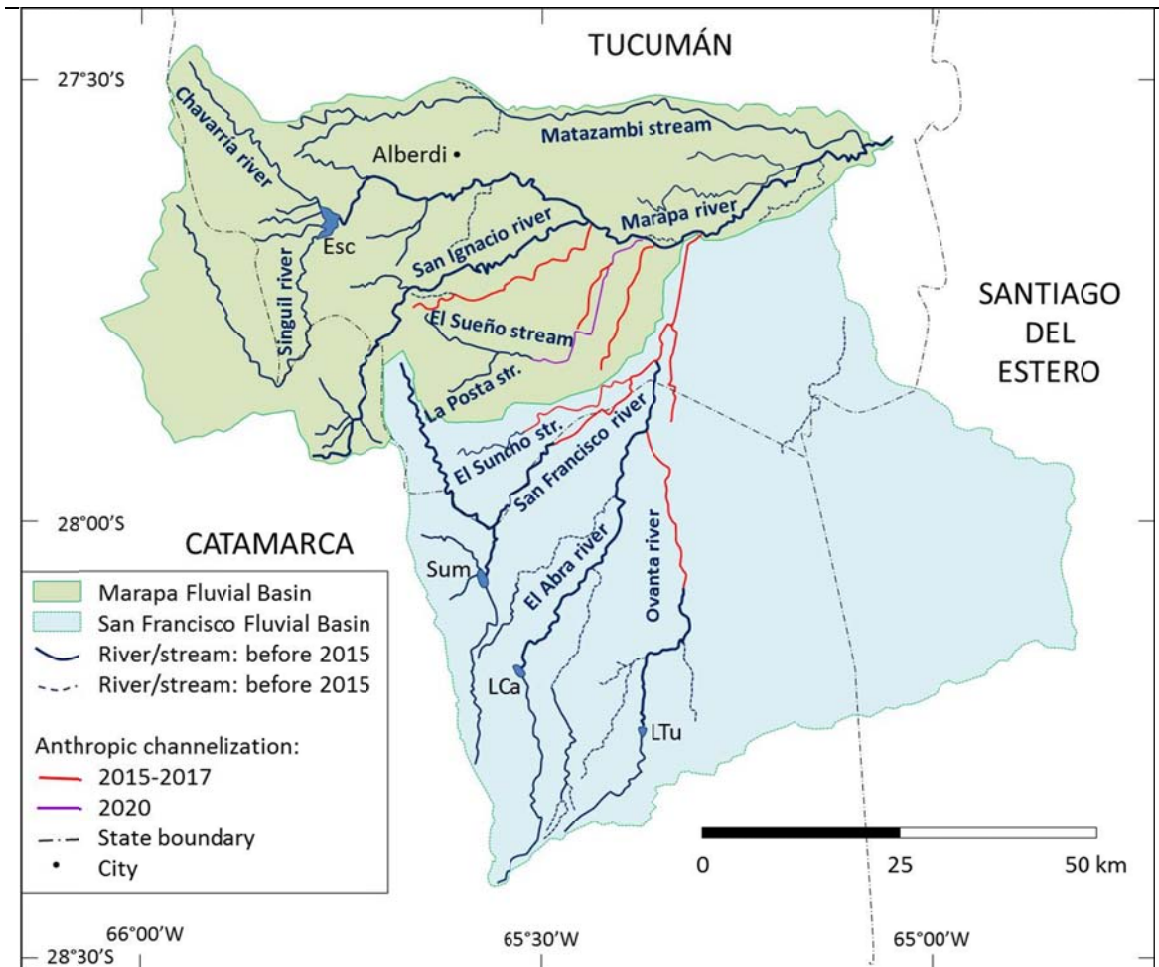 TUCUMÁN
27°30'S
Chavarría river
Matazambi stream
Alberdi
Esc
San Ignacio river
Marapa river
Singuil river
El Sueño stream
SANTIAGO
DEL
ESTERO
La Posta str.
El Suncho str.
San Francisco river
28°00'S
CATAMARCA
Sum
El Abra river
Ovanta river
LCa
LTu
Marapa Fluvial Basin
San Francisco Fluvial Basin
River/stream: before 2015
River/stream: before 2015
Anthropic channelization:
2015-2017
2020
State boundary
City
0 25 50 km
66°00'W
65°30'W
65°00'W
28°30'S